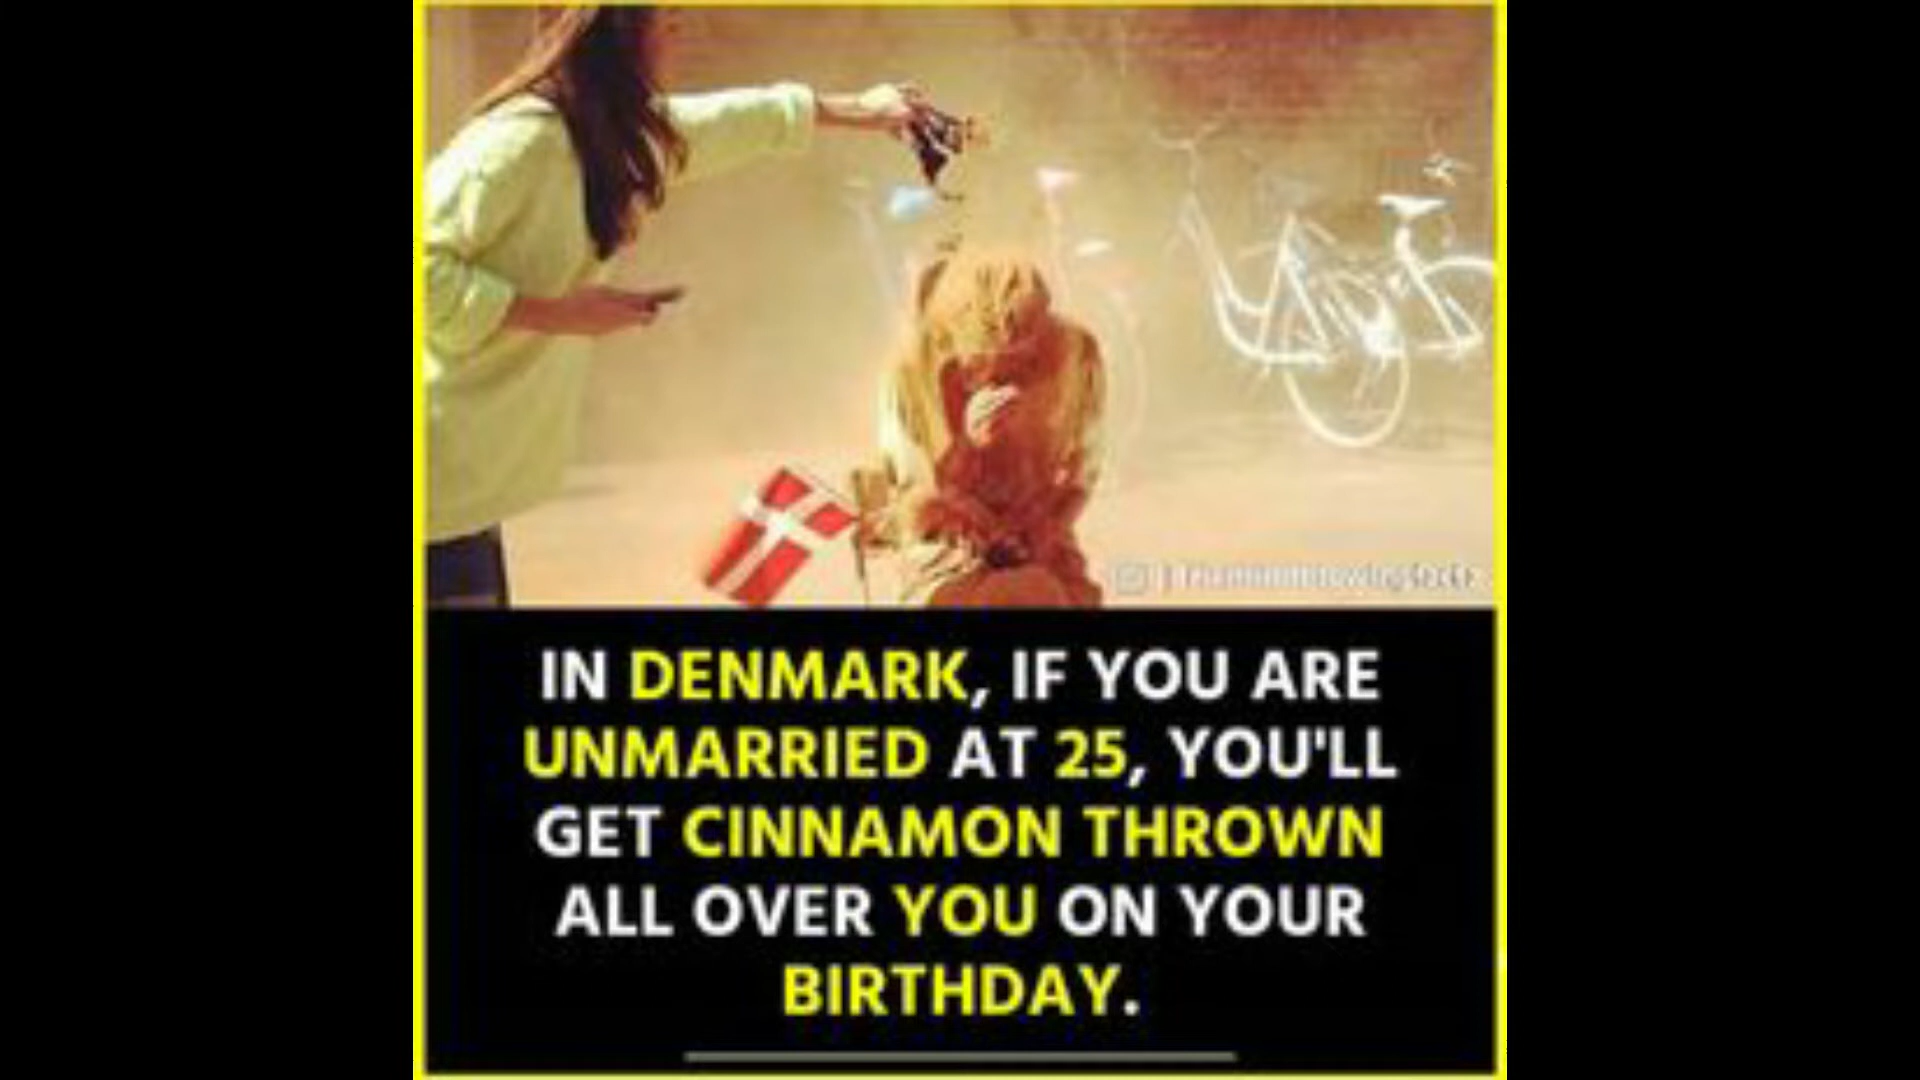 IN DENMARK, IF YOU ARE
UNMARRIED AT 25, YOU'LL
GET CINNAMON THROWN
ALL OVER YOU ON YOUR
BIRTHDAY.